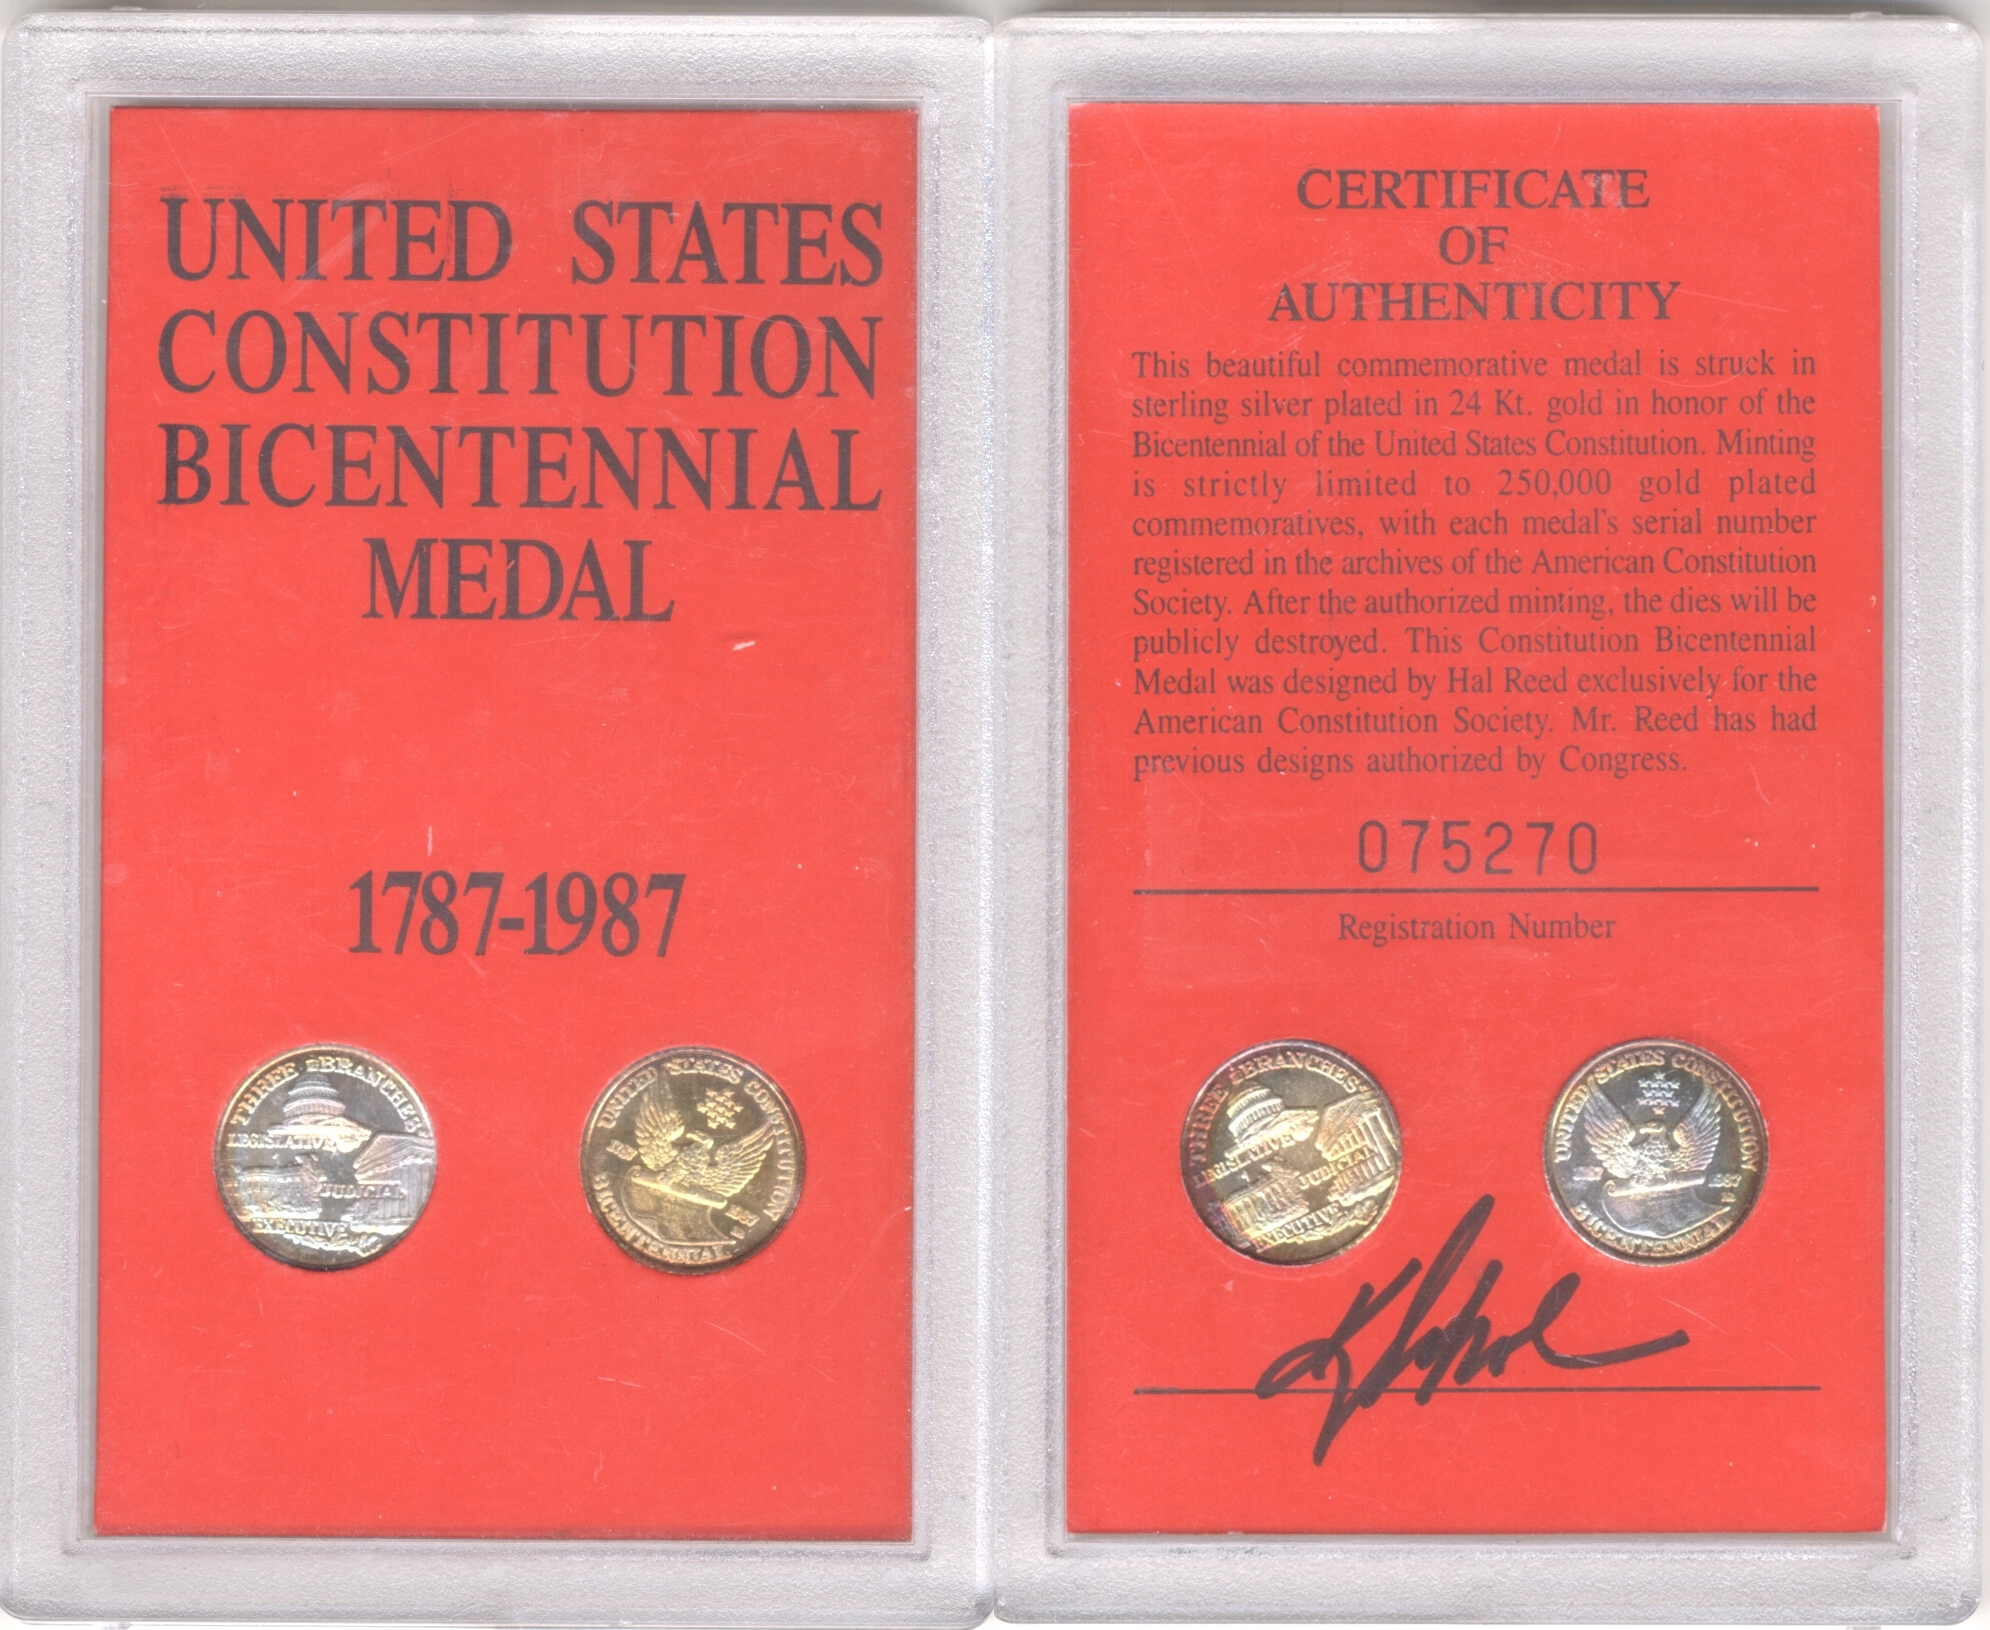 UNITED STATES
CONSTITUTION
BICENTENNIAL
MEDAL
1787-1987
THREE BRANCHES
LEGISLATIVE
JUDICIAL
EXECUTIVE
UNITED STATES CONSTITUTION
BICENTENNIAL
CERTIFICATE
OF
AUTHENTICITY
This beautiful commemorative medal is struck in
sterling silver plated in 24 Kt. gold in honor of the
Bicentennial of the United States Constitution. Minting
is strictly limited to 250,000 gold plated
commemoratives, with each medal's serial number
registered in the archives of the American Constitution
Society. After the authorized minting, the dies will be
publicly destroyed. This Constitution Bicentennial
Medal was designed by Hal Reed exclusively for the
American Constitution Society. Mr. Reed has had
previous designs authorized by Congress.
075270
Registration Number
THREE BRANCHES
LEGISLATIVE
JUDICIAL
EXECUTIVE
UNITED STATES CONSTITUTION
1987
BICENTENNIAL